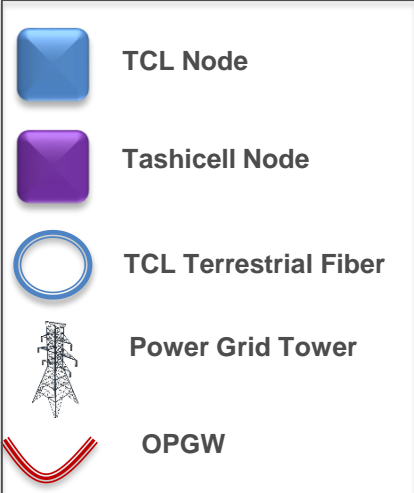 TCL Node
Tashicell Node
TCL Terrestrial Fiber
Power Grid Tower
OPGW